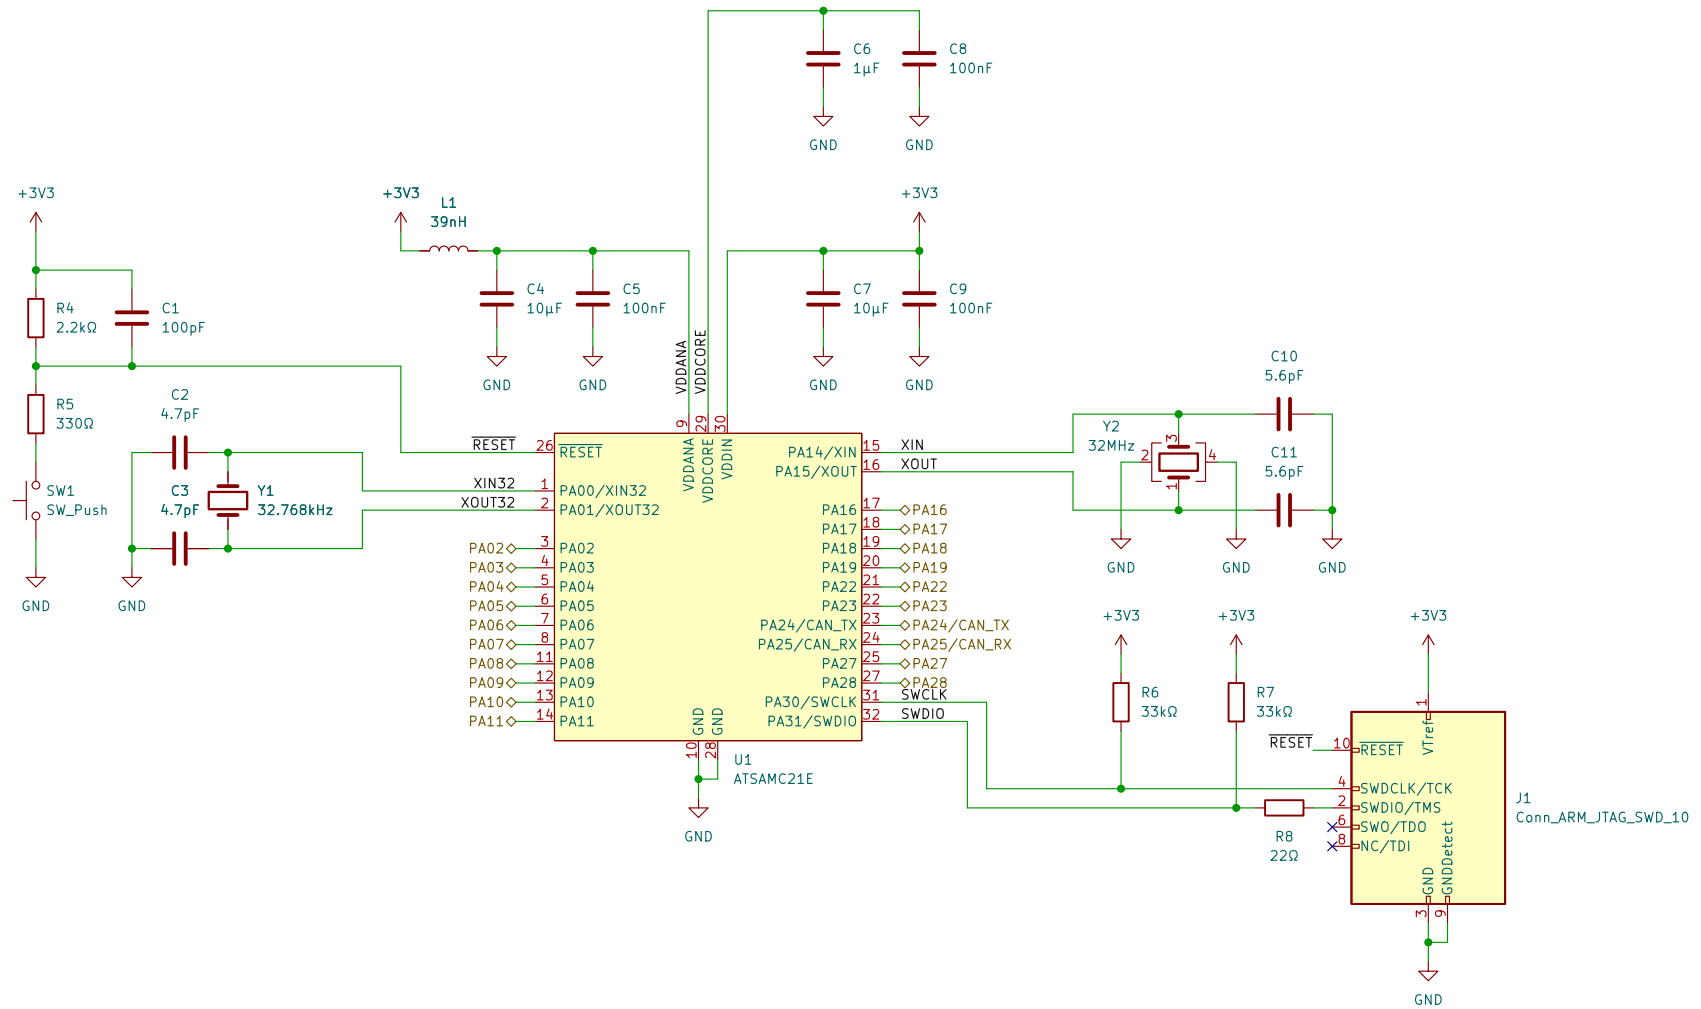 C6
1µF
C8
100nF
GND
GND
+3V3
+3V3
L1
39nH
+3V3
R4
2.2kΩ
C1
100pF
C4
10µF
C5
100nF
C7
10µF
C9
100nF
GND
GND
GND
GND
VDDANA
VDDCORE
R5
330Ω
C2
4.7pF
C3
4.7pF
Y1
32.768kHz
SW1
SW_Push
GND
GND
RESET
XIN32
XOUT32
26
1
2
RESET
PA00/XIN32
PA01/XOUT32
9
29
30
VDDANA
VDDCORE
VDDIN
PA02 3 PA02
PA03 4 PA03
PA04 5 PA04
PA05 6 PA05
PA06 7 PA06
PA07 8 PA07
PA08 11 PA08
PA09 12 PA09
PA10 13 PA10
PA11 14 PA11
PA14/XIN 15 XIN
PA15/XOUT 16 XOUT
PA16 17 PA16
PA17 18 PA17
PA18 19 PA18
PA19 20 PA19
PA22 21 PA22
PA23 22 PA23
PA24/CAN_TX 23 PA24/CAN_TX
PA25/CAN_RX 24 PA25/CAN_RX
PA27 25 PA27
PA28 27 PA28
PA30/SWCLK 31 SWCLK
PA31/SWDIO 32 SWDIO
GND
GND
10
28
U1
ATSAMC21E
GND
C10
5.6pF
Y2
32MHz
3
2
4
1
C11
5.6pF
GND
GND
GND
+3V3
+3V3
+3V3
R6
33kΩ
R7
33kΩ
R8
22Ω
RESET
1
VTref
10 RESET
4 SWDCLK/TCK
2 SWDIO/TMS
6 SWO/TDO
8 NC/TDI
GND
GNDDetect
3
9
J1
Conn_ARM_JTAG_SWD_10
GND